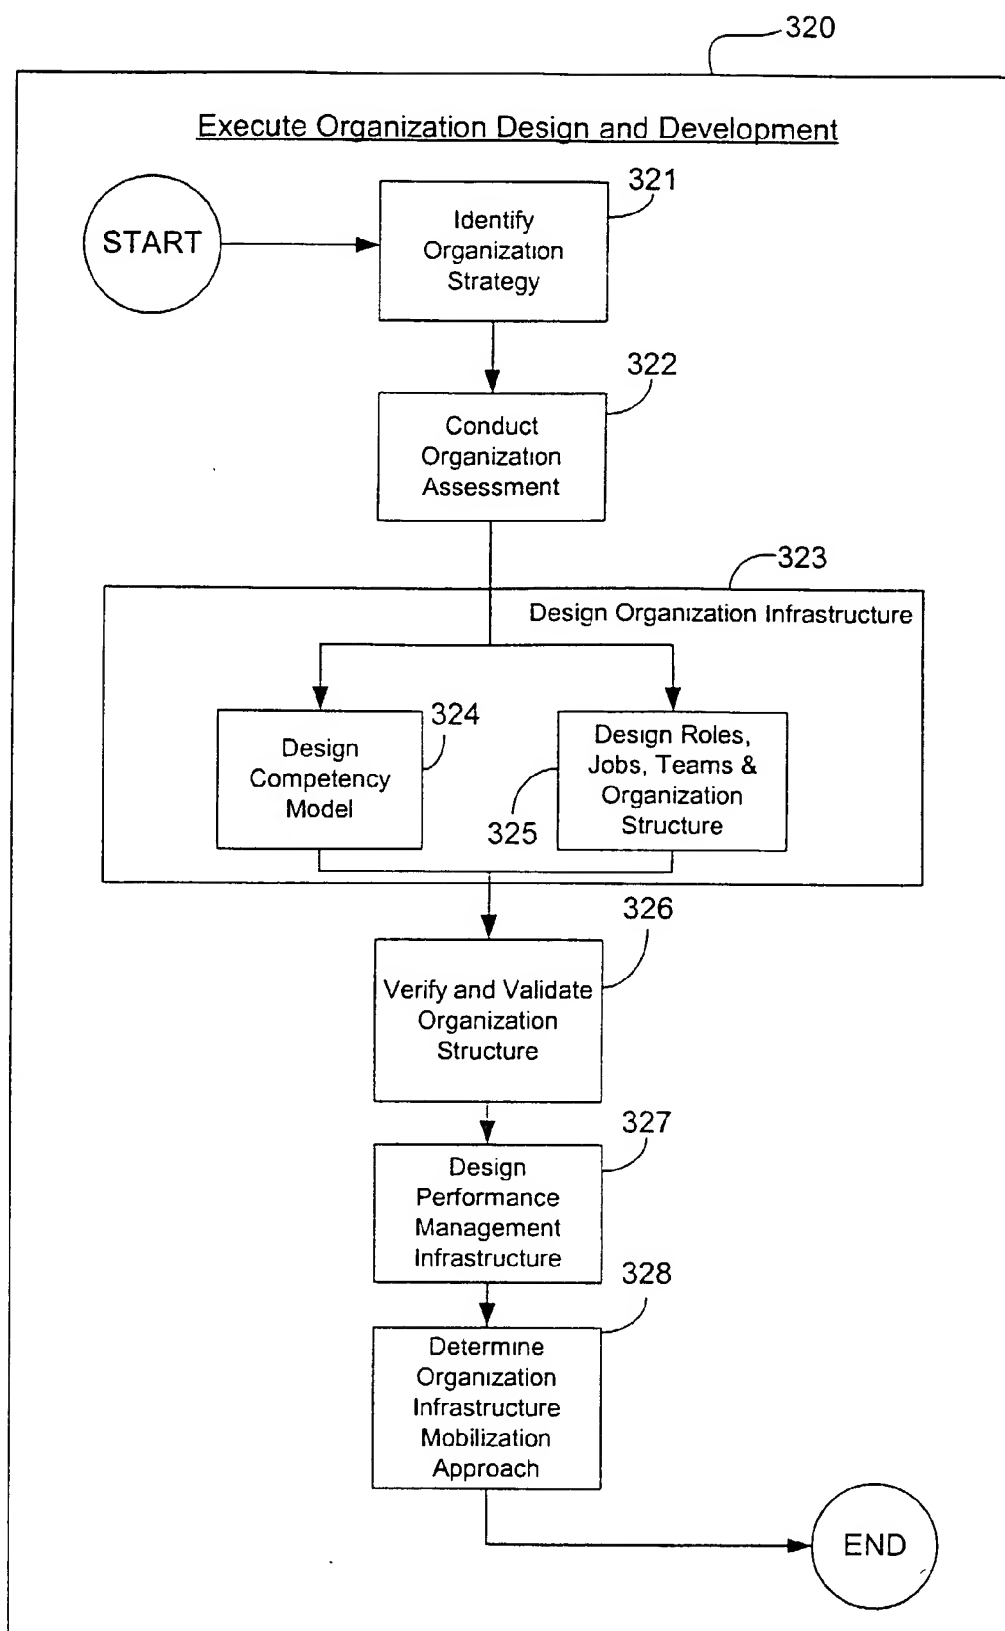 320
Execute Organization Design and Development
START
321
Identify
Organization
Strategy
322
Conduct
Organization
Assessment
323
Design Organization Infrastructure
324
Design
Competency
Model
325
Design Roles,
Jobs, Teams &
Organization
Structure
326
Verify and Validate
Organization
Structure
327
Design
Performance
Management
Infrastructure
328
Determine
Organization
Infrastructure
Mobilization
Approach
END